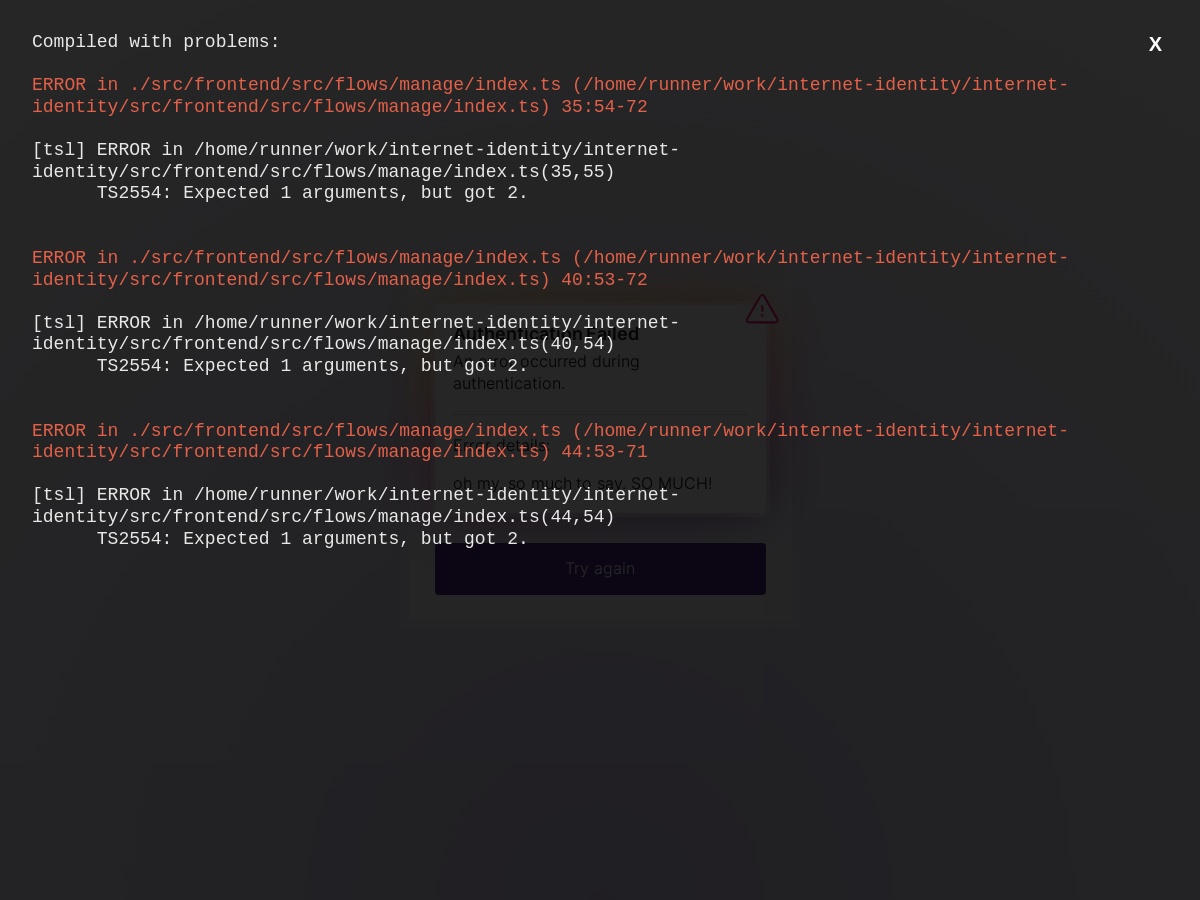 Compiled with problems:
X
ERROR in ./src/frontend/src/flows/manage/index.ts (/home/runner/work/internet-identity/internet-
identity/src/frontend/src/flows/manage/index.ts) 35:54-72
[tsl] ERROR in /home/runner/work/internet-identity/internet-
identity/src/frontend/src/flows/manage/index.ts(35,55)
TS2554: Expected 1 arguments, but got 2.
ERROR in ./src/frontend/src/flows/manage/index.ts (/home/runner/work/internet-identity/internet-
identity/src/frontend/src/flows/manage/index.ts) 40:53-72
[tsl] ERROR in /home/runner/work/internet-identity/internet-
identity/src/frontend/src/flows/manage/index.ts(40,54)
TS2554: Expected 1 arguments, but got 2.
ERROR in ./src/frontend/src/flows/manage/index.ts (/home/runner/work/internet-identity/internet-
identity/src/frontend/src/flows/manage/index.ts) 44:53-71
[tsl] ERROR in /home/runner/work/internet-identity/internet-
identity/src/frontend/src/flows/manage/index.ts(44,54)
TS2554: Expected 1 arguments, but got 2.
Authentication Failed
An error occurred during
authentication.
Error details:
oh my, so much to say. SO MUCH!
Try again